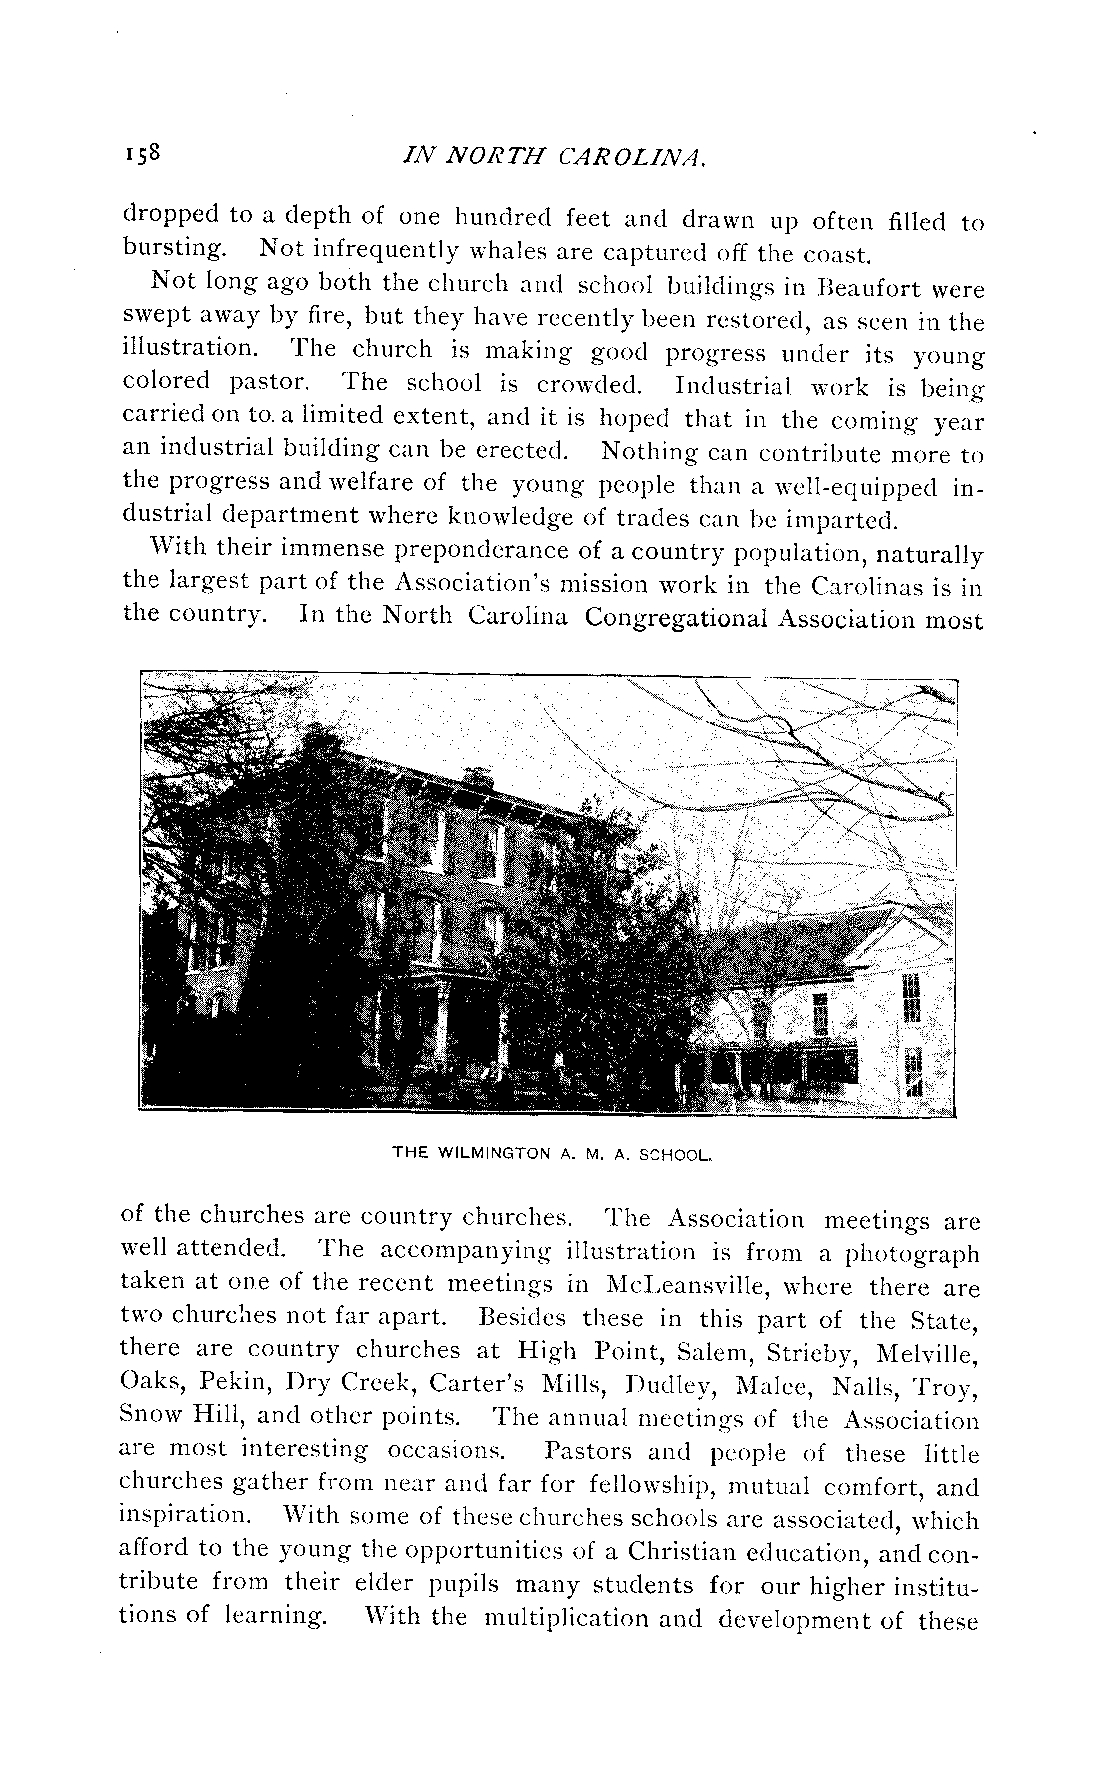 158 IN NORTH CAROLINA.
dropped to a depth of one hundred feet and drawn up often filled to
bursting. Not infrequently whales are captured off the coast.
Not long ago both the church and school buildings in Beaufort were
swept away by fire, but they have recently been restored, as seen in the
illustration. The church is making good progress under its young
colored pastor. The school is crowded. Industrial work is being
carried on to. a limited extent, and it is hoped that in the coming year
an industrial building can be erected. Nothing can contribute more to
the progress and welfare of the young people than a well-equipped in-
dustrial department where knowledge of trades can be imparted.
With their immense preponderance of a country population, naturally
the largest part of the Association's mission work in the Carolinas is in
the country. In the North Carolina Congregational Association most
THE WILMINGTON A. M. A. SCHOOL.
of the churches are country churches. The Association meetings are
well attended. The accompanying illustration is from a photograph
taken at one of the recent meetings in McLeansville, where there are
two churches not far apart. Besides these in this part of the State,
there are country churches at High Point, Salem, Strieby, Melville,
Oaks, Pekin, Dry Creek, Carter's Mills, Dudley, Malee, Nalls, Troy,
Snow Hill, and other points. The annual meetings of the Association
are most interesting occasions. Pastors and people of these little
churches gather from near and far for fellowship, mutual comfort, and
inspiration. With some of these churches schools are associated, which
afford to the young the opportunities of a Christian education, and con-
tribute from their elder pupils many students for our higher institu-
tions of learning. With the multiplication and development of these